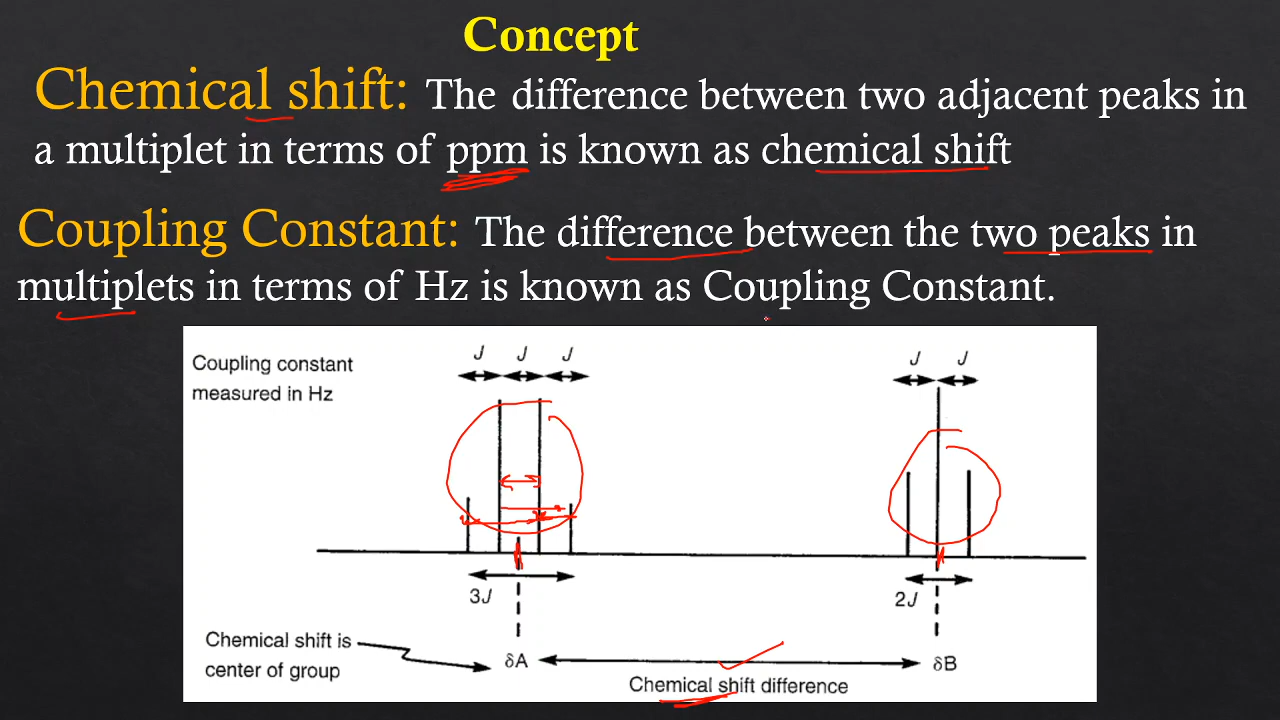 Concept
Chemical shift: The difference between two adjacent peaks in
a multiplet in terms of ppm is known as chemical shift
Coupling Constant: The difference between the two peaks in
multiplets in terms of Hz is known as Coupling Constant.
Coupling constant
measured in Hz
J J J
J J
3J
2J
Chemical shift is
center of group
δA
δB
Chemical shift difference